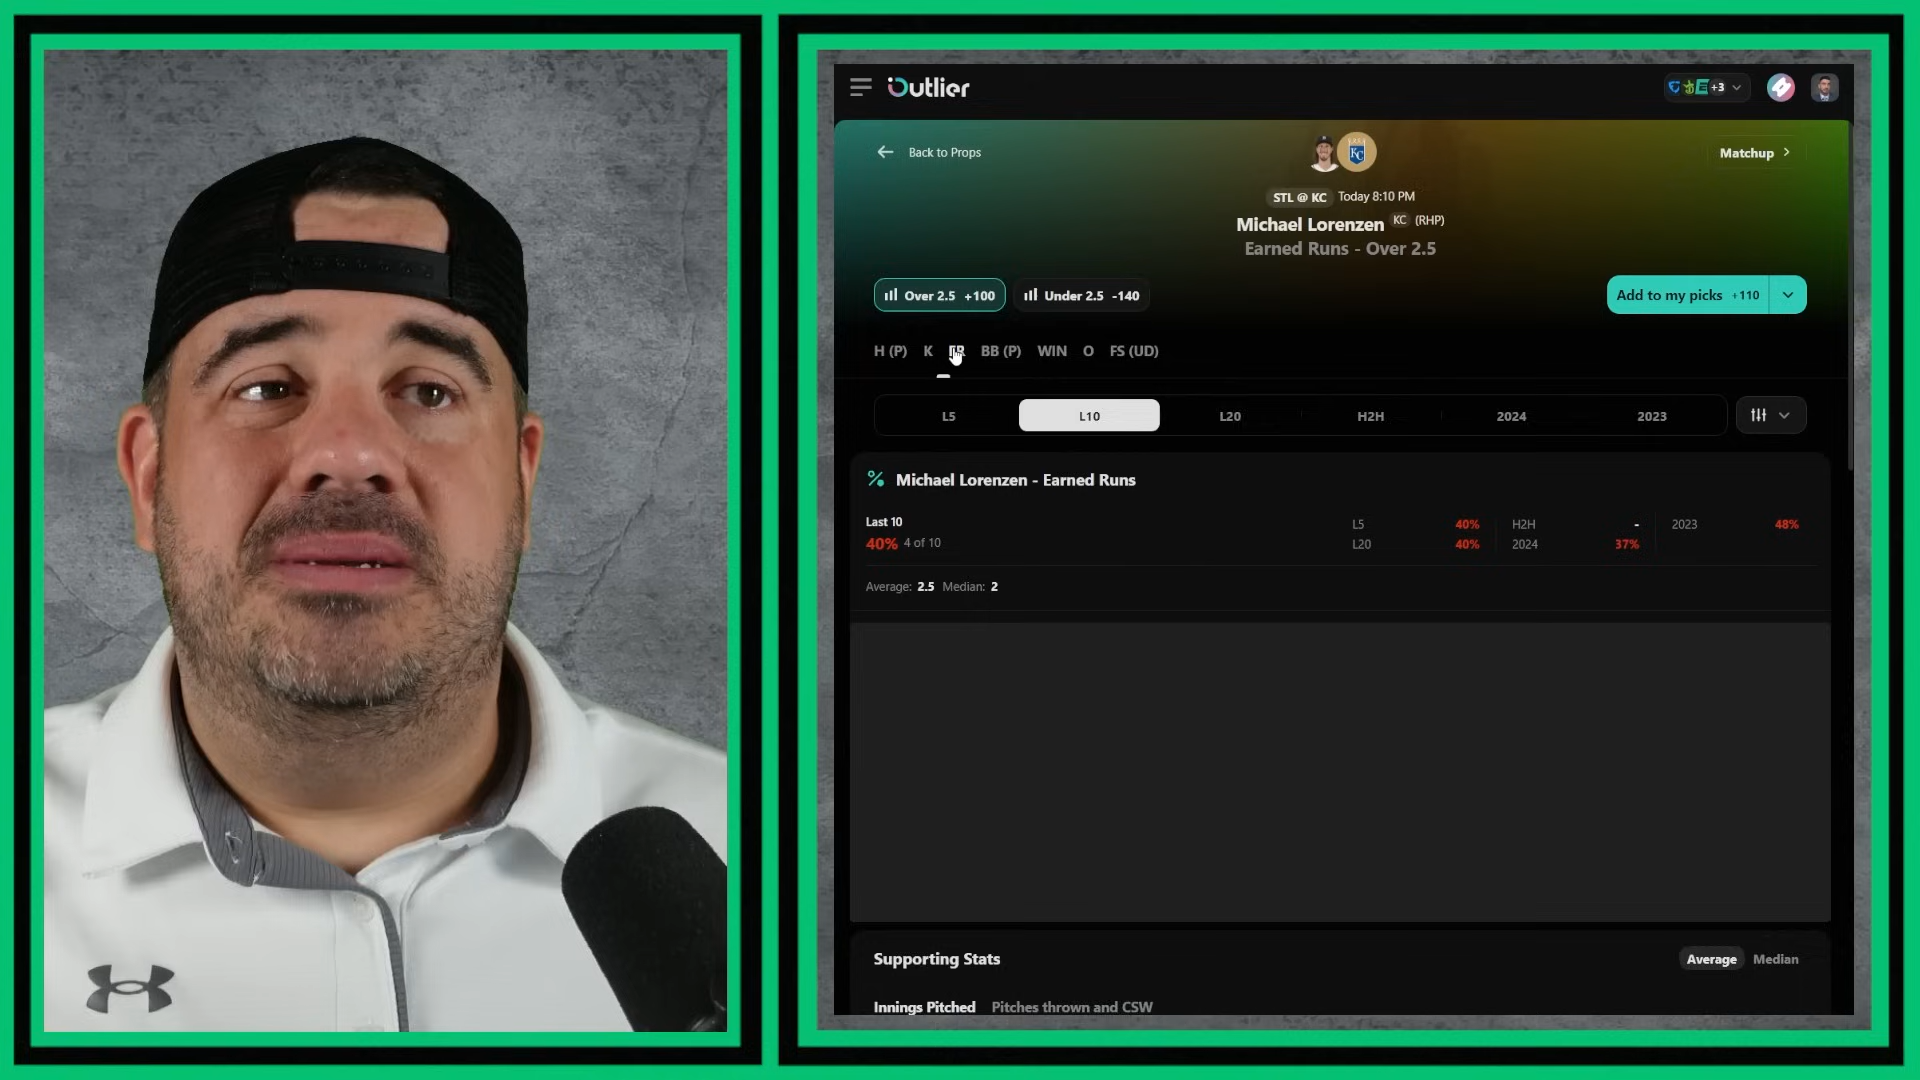 Outlier
+3
Back to Props
KC
Matchup
STL @ KC Today 8:10 PM
Michael Lorenzen KC (RHP)
Earned Runs - Over 2.5
Over 2.5 +100
Under 2.5 -140
Add to my picks +110
H (P) K ER BB (P) WIN O FS (UD)
L5 L10 L20 H2H 2024 2023
Michael Lorenzen - Earned Runs
Last 10
40% 4 of 10
L5 40% H2H - 2023 48%
L20 40% 2024 37%
Average: 2.5 Median: 2
Supporting Stats
Average Median
Innings Pitched Pitches thrown and CSW